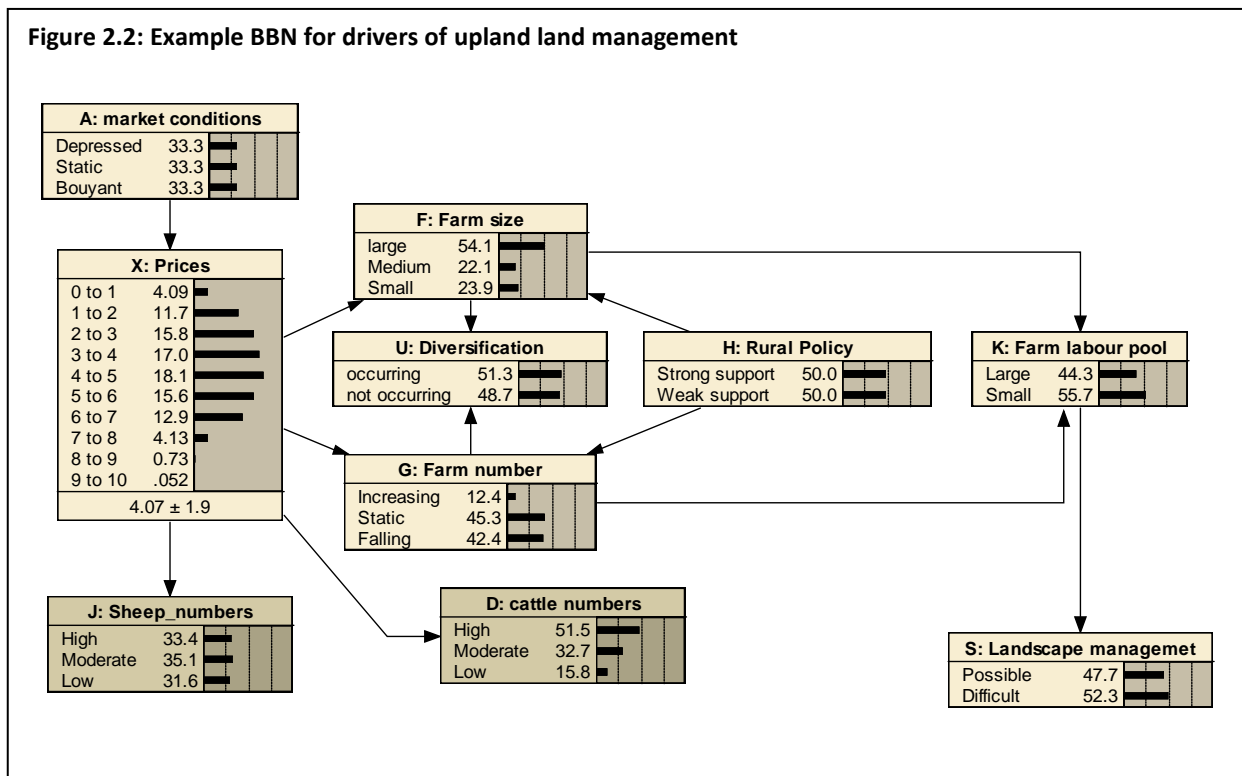 Figure 2.2: Example BBN for drivers of upland land management
A: market conditions
Depressed 33.3
Static 33.3
Bouyant 33.3
X: Prices
0 to 1 4.09
1 to 2 11.7
2 to 3 15.8
3 to 4 17.0
4 to 5 18.1
5 to 6 15.6
6 to 7 12.9
7 to 8 4.13
8 to 9 0.73
9 to 10 .052
4.07 ± 1.9
F: Farm size
large 54.1
Medium 22.1
Small 23.9
U: Diversification
occurring 51.3
not occurring 48.7
H: Rural Policy
Strong support 50.0
Weak support 50.0
K: Farm labour pool
Large 44.3
Small 55.7
G: Farm number
Increasing 12.4
Static 45.3
Falling 42.4
J: Sheep_numbers
High 33.4
Moderate 35.1
Low 31.6
D: cattle numbers
High 51.5
Moderate 32.7
Low 15.8
S: Landscape managemet
Possible 47.7
Difficult 52.3